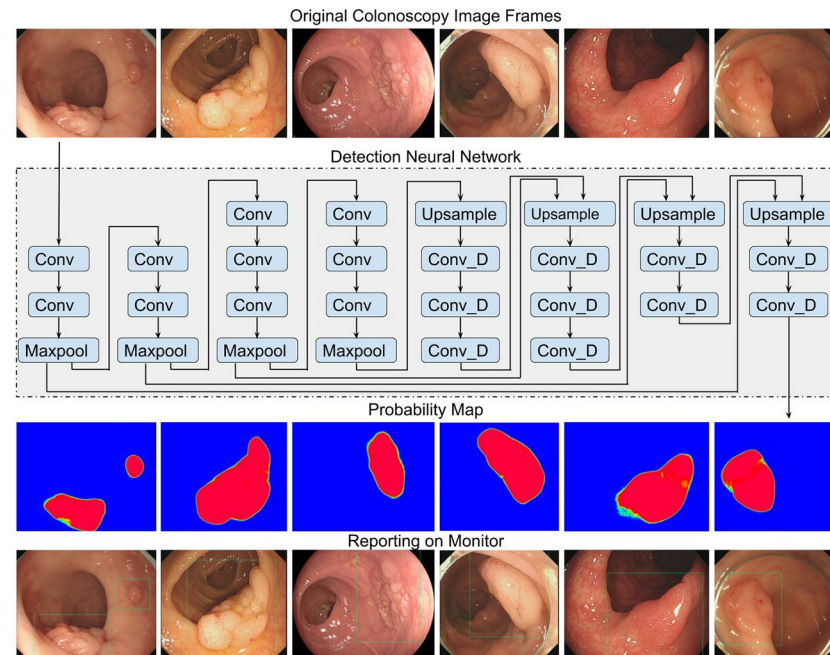 Original Colonoscopy Image Frames
Detection Neural Network
Conv Conv Upsample Upsample Upsample Upsample
Conv Conv Conv Conv Conv_D Conv_D Conv_D Conv_D
Conv Conv Conv Conv Conv_D Conv_D Conv_D Conv_D
Maxpool Maxpool Maxpool Maxpool Conv_D Conv_D
Probability Map
Reporting on Monitor